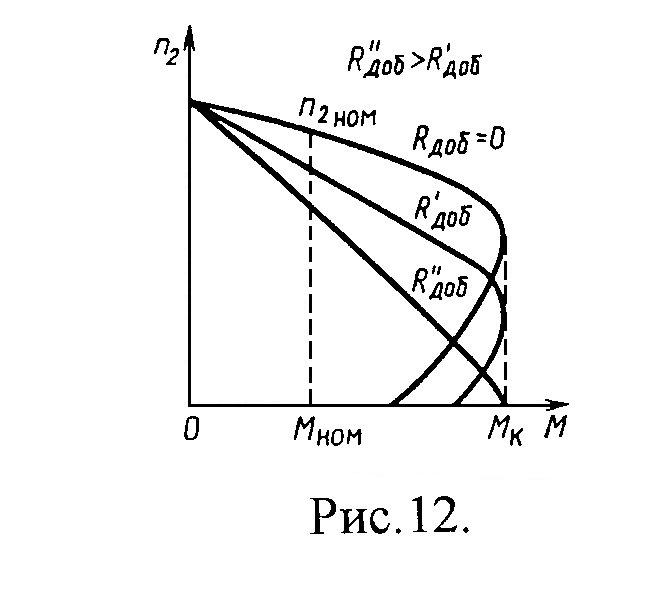 n₂
R″доб>R′доб
n₂ ном
Rдоб=0
R′доб
R″доб
0
Mном
Mк
M
Рис.12.